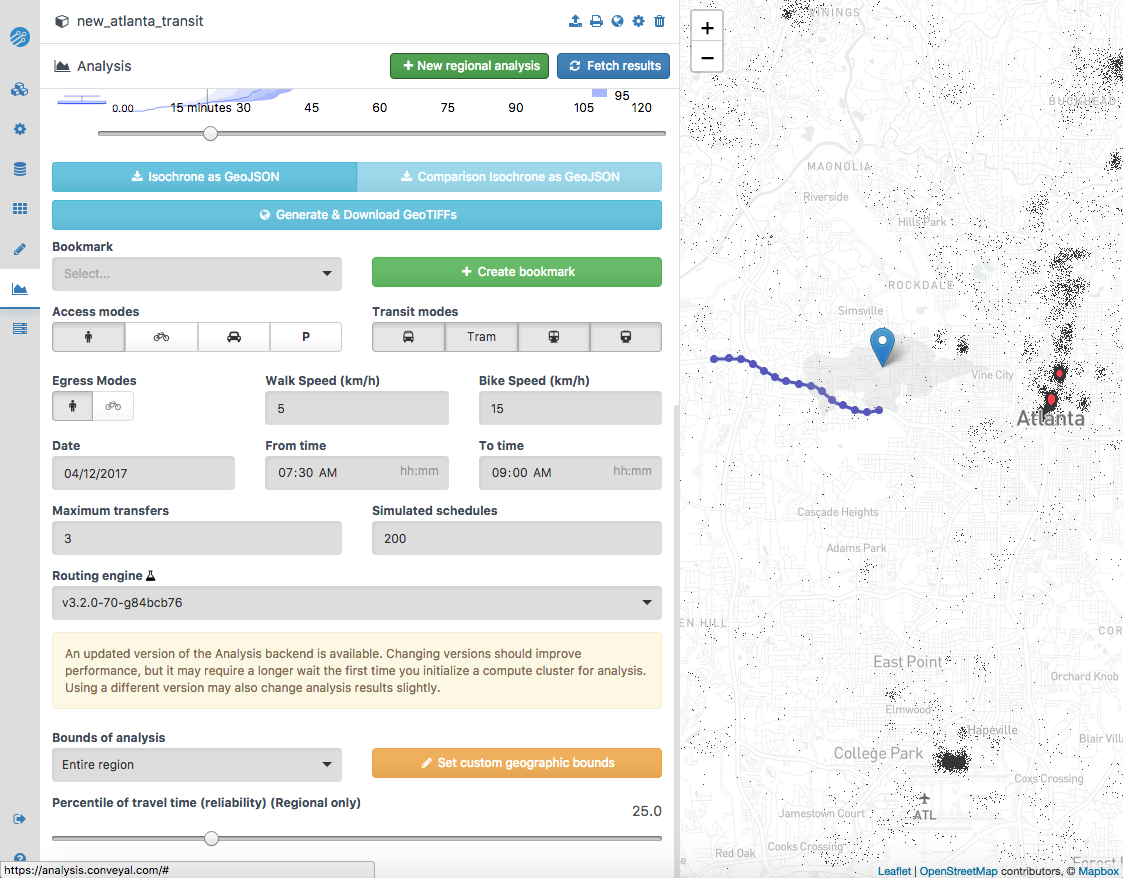 new_atlanta_transit
Analysis
New regional analysis
Fetch results
95
0.00 15 minutes 30 45 60 75 90 105 120
Isochrone as GeoJSON
Comparison Isochrone as GeoJSON
Generate & Download GeoTIFFs
Bookmark
Select...
Create bookmark
Access modes
P
Transit modes
Tram
Egress Modes
Walk Speed (km/h)
5
Bike Speed (km/h)
15
Date
04/12/2017
From time
07:30 AM hh:mm
To time
09:00 AM hh:mm
Maximum transfers
3
Simulated schedules
200
Routing engine
v3.2.0-70-g84bcb76
An updated version of the Analysis backend is available. Changing versions should improve
performance, but it may require a longer wait the first time you initialize a compute cluster for analysis.
Using a different version may also change analysis results slightly.
Bounds of analysis
Entire region
Set custom geographic bounds
Percentile of travel time (reliability) (Regional only)
25.0
https://analysis.conveyal.com/#
+
−
VININGS
BUCKHEAD
MAGNOLIA
Riverside
Hills Park
ROCKDALE
Simsville
Vine City
Atlanta
Cascade Heights
Adams Park
EN HILL
COR
East Point
Orchard Knob
Elmwood
Hapeville
Blair Villa
College Park
Coxs Crossing
ATL
Jamestown Court
Red Oak
Cooks Crossing
Forest P
Leaflet | OpenStreetMap contributors, © Mapbox